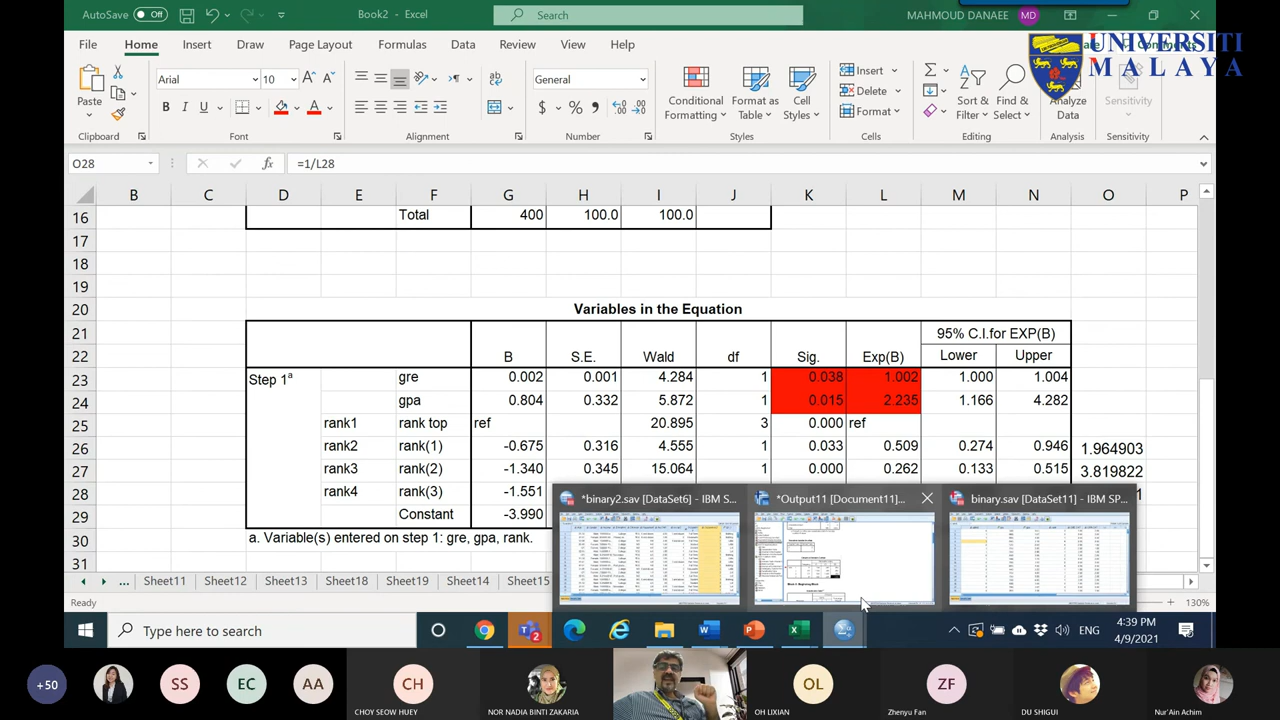 AutoSave Off Book2 - Excel Search MAHMOUD DANAEE MD
File Home Insert Draw Page Layout Formulas Data Review View Help
UNIVERSITI
MALAYA
Paste Arial 10 General Conditional Formatting Format as Table Cell Styles Insert Delete Format Sort & Filter Find & Select Analyze Data Sensitivity
Clipboard Font Alignment Number Styles Cells Editing Analysis Sensitivity
O28 fx =1/L28
B C D E F G H I J K L M N O P
16 Total 400 100.0 100.0
17
18
19
20 Variables in the Equation
21 95% C.I.for EXP(B)
22 B S.E. Wald df Sig. Exp(B) Lower Upper
23 Step 1a gre 0.002 0.001 4.284 1 0.038 1.002 1.000 1.004
24 gpa 0.804 0.332 5.872 1 0.015 2.235 1.166 4.282
25 rank1 rank top ref 20.895 3 0.000 ref
26 rank2 rank(1) -0.675 0.316 4.555 1 0.033 0.509 0.274 0.946 1.964903
27 rank3 rank(2) -1.340 0.345 15.064 1 0.000 0.262 0.133 0.515 3.819822
28 rank4 rank(3) -1.551
29 Constant -3.990
30 a. Variable(s) entered on step 1: gre, gpa, rank.
31
*binary2.sav [DataSet6] - IBM S... *Output11 [Document11]... binary.sav [DataSet11] - IBM SP...
... Sheet11 Sheet12 Sheet13 Sheet15 Sheet14 Sheet15
Ready 130%
Type here to search ENG 4:39 PM
4/9/2021
+50 SS EC AA CH OL ZF
CHOY SEOW HUEY NOR NADIA BINTI ZAKARIA OH LIXIAN Zhenyu Fan DU SHIGUI Nur'Ain Achim